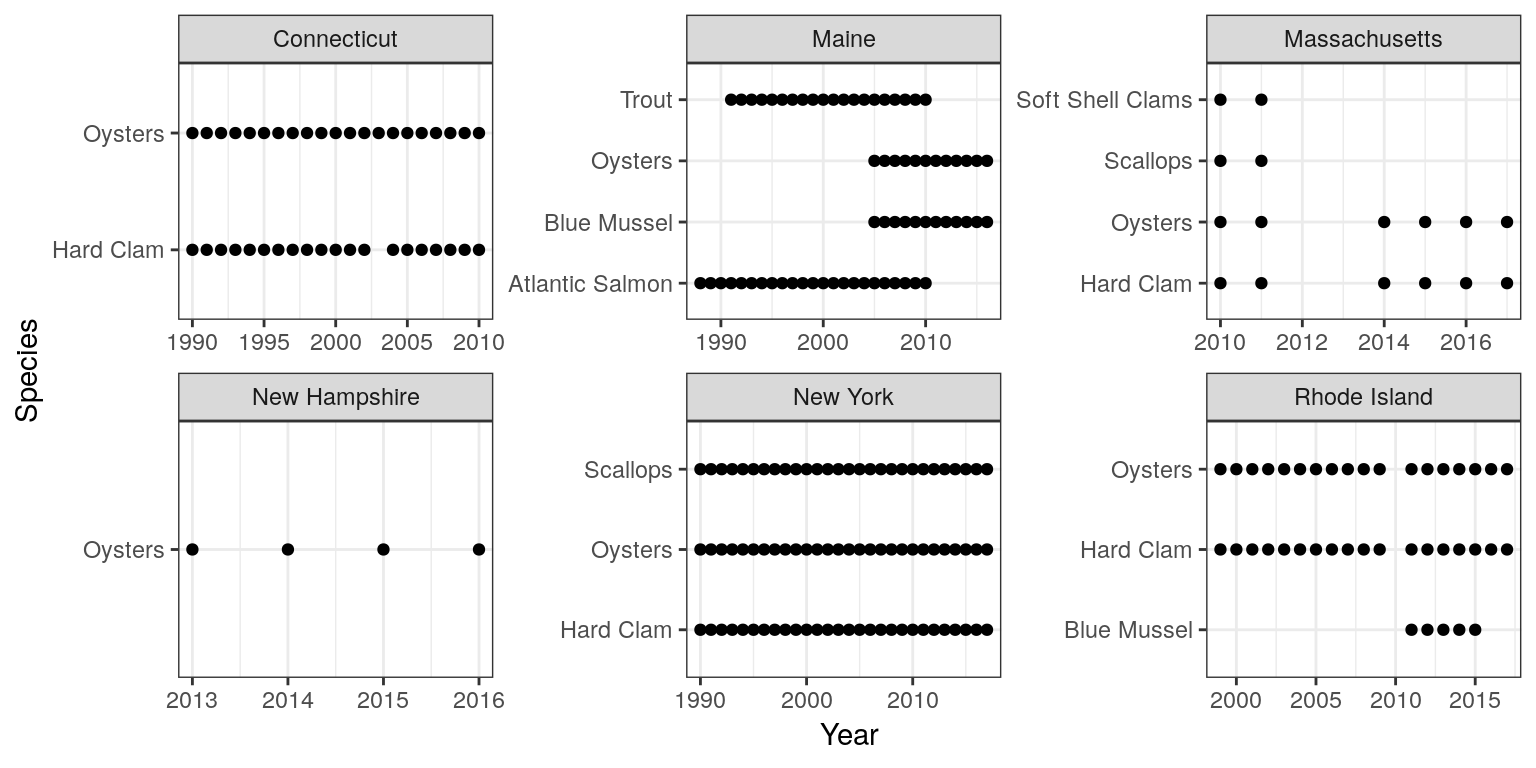 Connecticut
Maine
Massachusetts
Oysters
Hard Clam
1990 1995 2000 2005 2010
Trout
Oysters
Blue Mussel
Atlantic Salmon
1990 2000 2010
Soft Shell Clams
Scallops
Oysters
Hard Clam
2010 2012 2014 2016
Species
New Hampshire
New York
Rhode Island
Oysters
2013 2014 2015 2016
Scallops
Oysters
Hard Clam
1990 2000 2010
Oysters
Hard Clam
Blue Mussel
2000 2005 2010 2015
Year